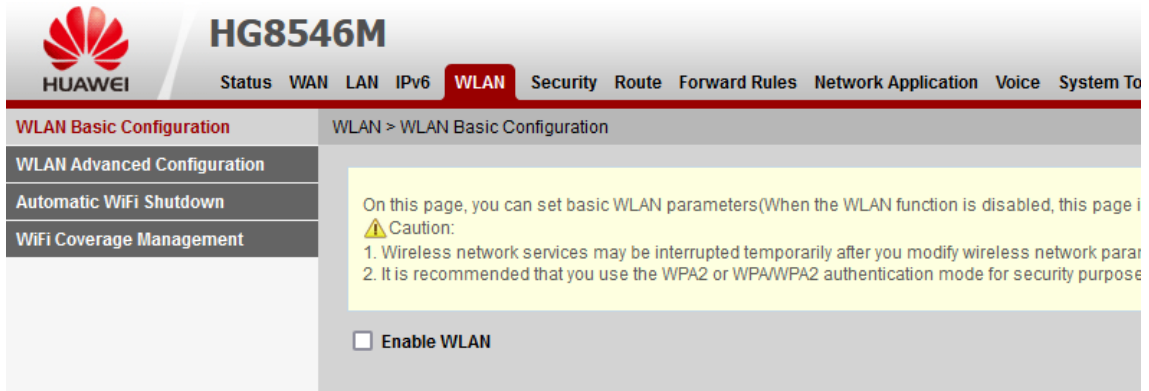 HG8546M
HUAWEI
Status WAN LAN IPv6 WLAN Security Route Forward Rules Network Application Voice System To
WLAN Basic Configuration
WLAN > WLAN Basic Configuration
WLAN Advanced Configuration
Automatic WiFi Shutdown
WiFi Coverage Management
On this page, you can set basic WLAN parameters(When the WLAN function is disabled, this page i
Caution:
1. Wireless network services may be interrupted temporarily after you modify wireless network parar
2. It is recommended that you use the WPA2 or WPA/WPA2 authentication mode for security purpose
Enable WLAN